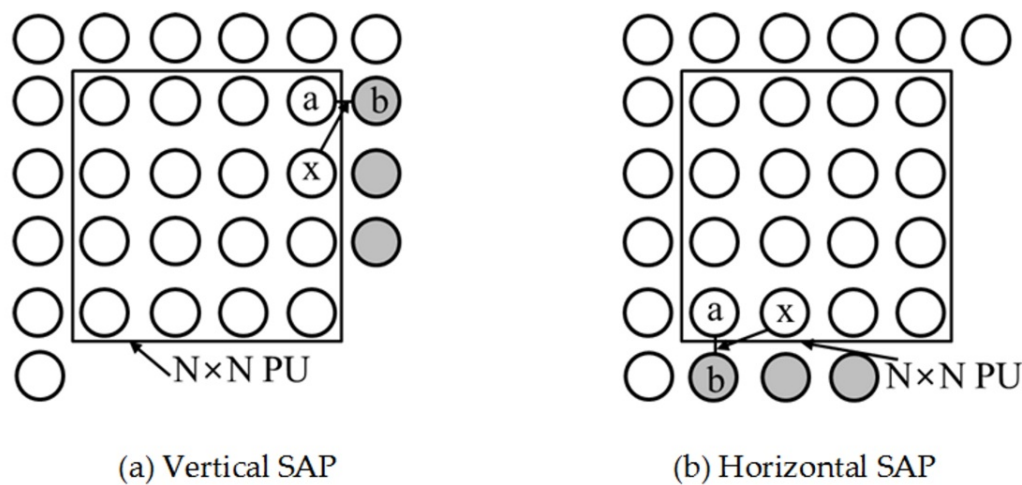 a b
x
N×N PU
(a) Vertical SAP
a x
b N×N PU
(b) Horizontal SAP